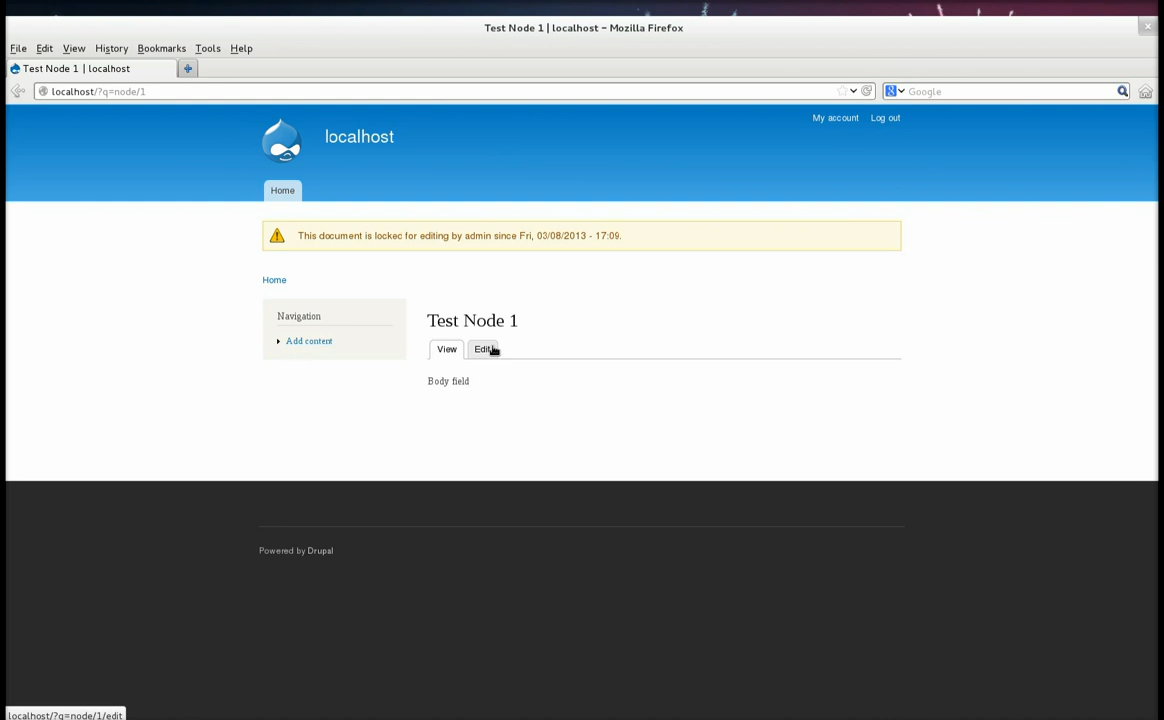 Test Node 1 | localhost - Mozilla Firefox
File Edit View History Bookmarks Tools Help
Test Node 1 | localhost
localhost/?q=node/1 Google
My account Log out
localhost
Home
This document is locked for editing by admin since Fri, 03/08/2013 - 17:09.
Home
Navigation
Add content
Test Node 1
View Edit
Body field
Powered by Drupal
localhost/?q=node/1/edit